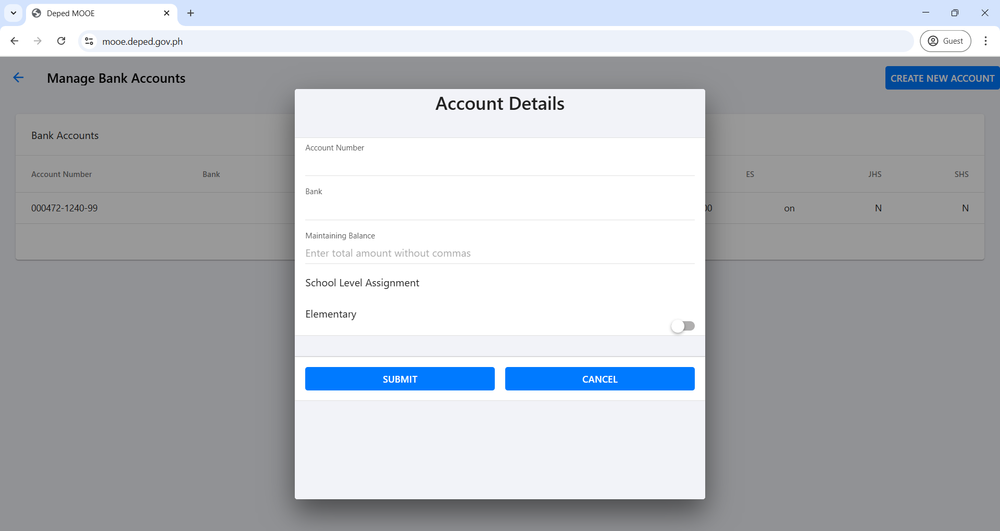 Deped MOOE
mooe.deped.gov.ph
Guest
Manage Bank Accounts
CREATE NEW ACCOUNT
Bank Accounts
Account Number Bank ES JHS SHS
000472-1240-99 on N N
Account Details
Account Number
Bank
Maintaining Balance
Enter total amount without commas
School Level Assignment
Elementary
SUBMIT CANCEL